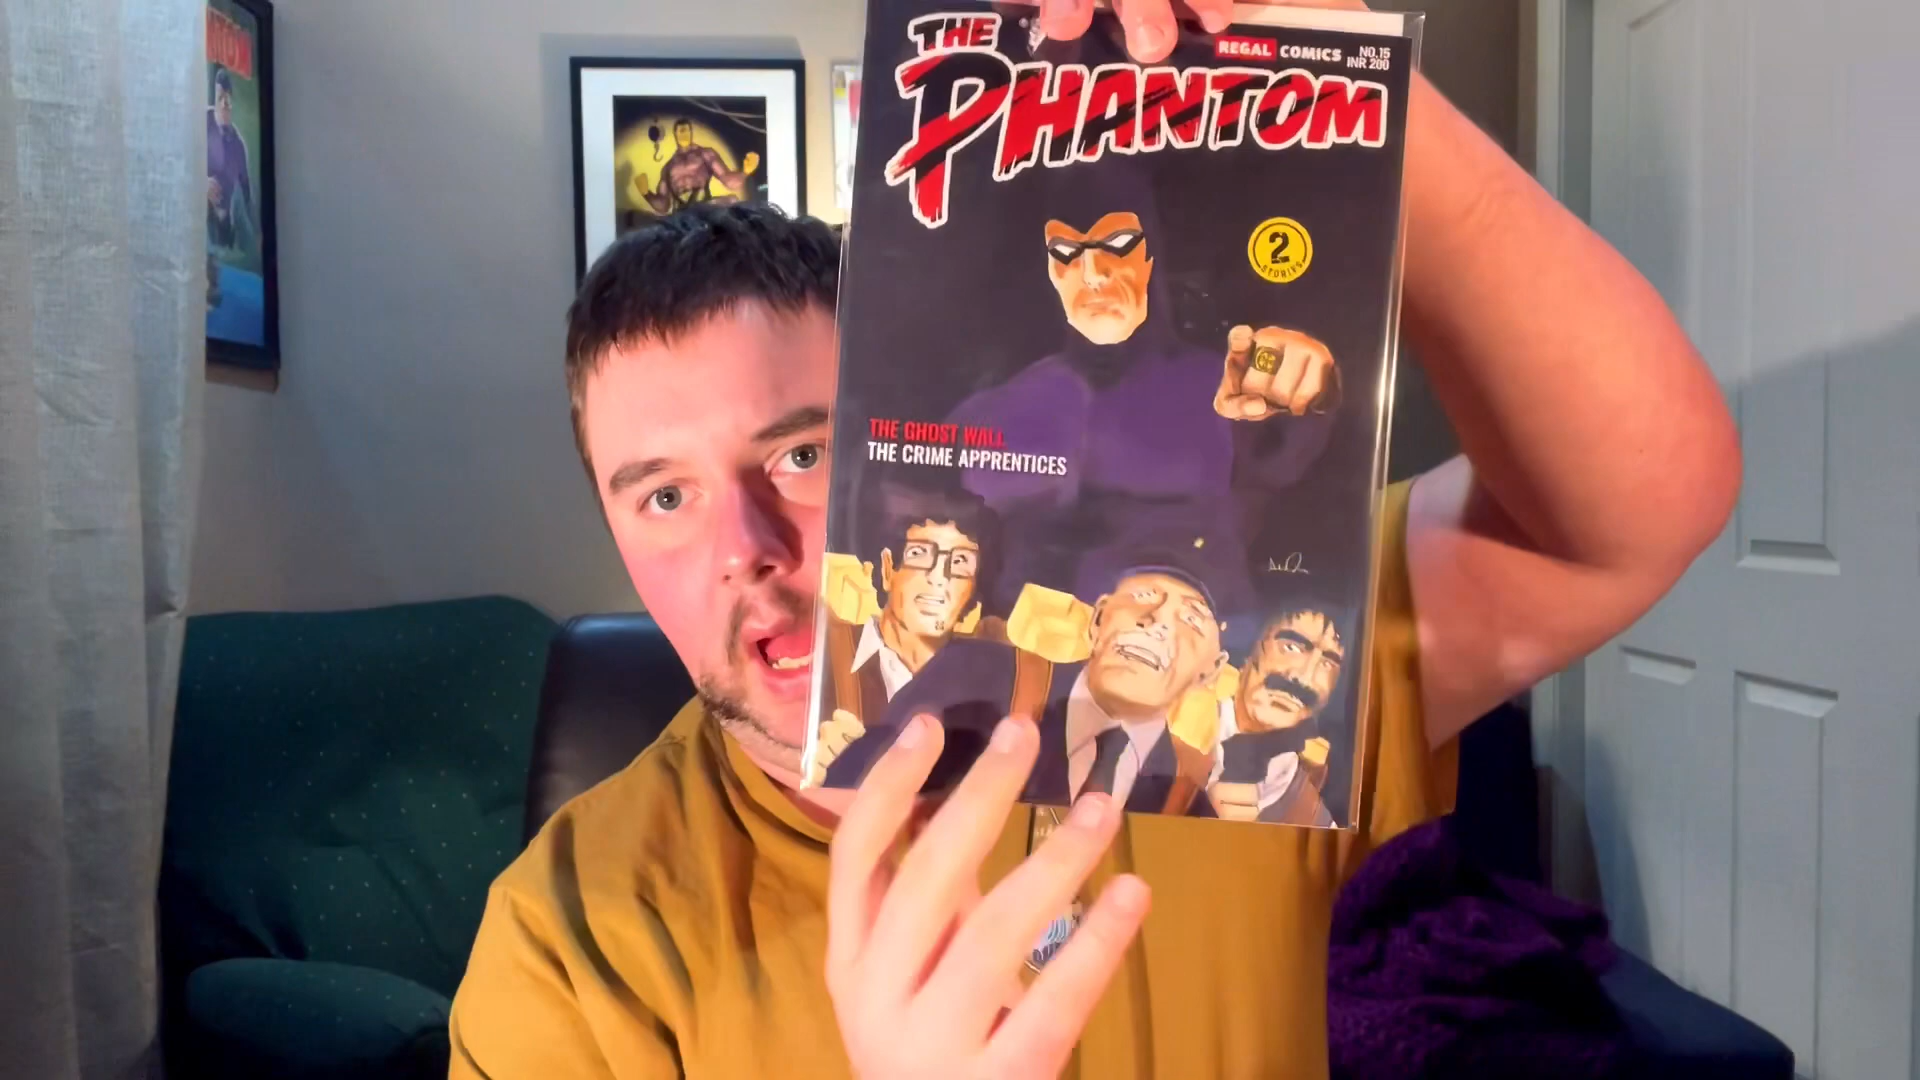 THE
PHANTOM
REGAL COMICS
NO.15
INR 200
2
STORIES
THE GHOST WALL
THE CRIME APPRENTICES